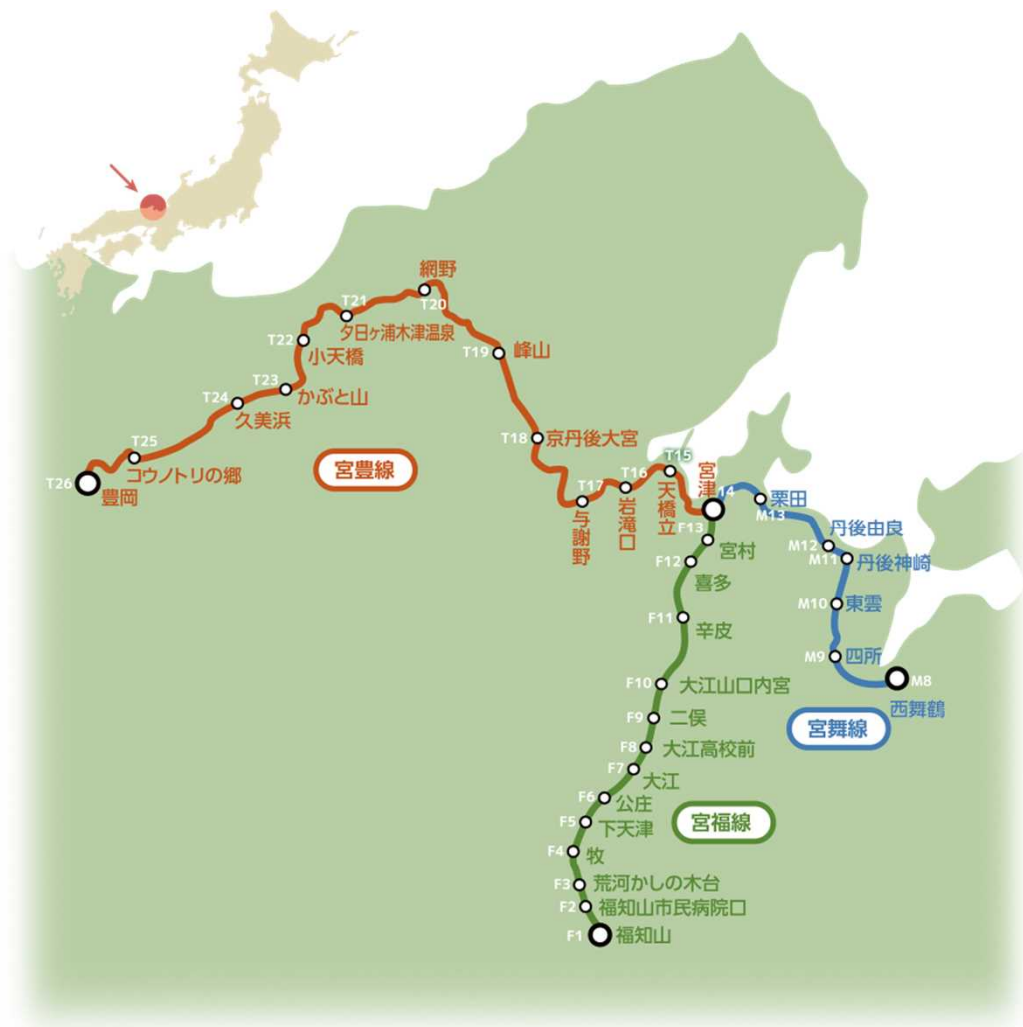 網野
T20
T21
夕日ヶ浦木津温泉
T22
小天橋
T19
峰山
T23
かぶと山
T24
久美浜
T25
コウノトリの郷
T26
豊岡
宮豊線
T18
京丹後大宮
T17
与謝野
T16
岩滝口
T15
天橋立
宮津
14
栗田
M13
丹後由良
M12
M11
丹後神崎
M10
東雲
M9
四所
M8
西舞鶴
宮舞線
F13
宮村
F12
喜多
F11
辛皮
F10
大江山口内宮
F9
二俣
F8
大江高校前
F7
大江
F6
公庄
宮福線
F5
下天津
F4
牧
F3
荒河かしの木台
F2
福知山市民病院口
F1
福知山